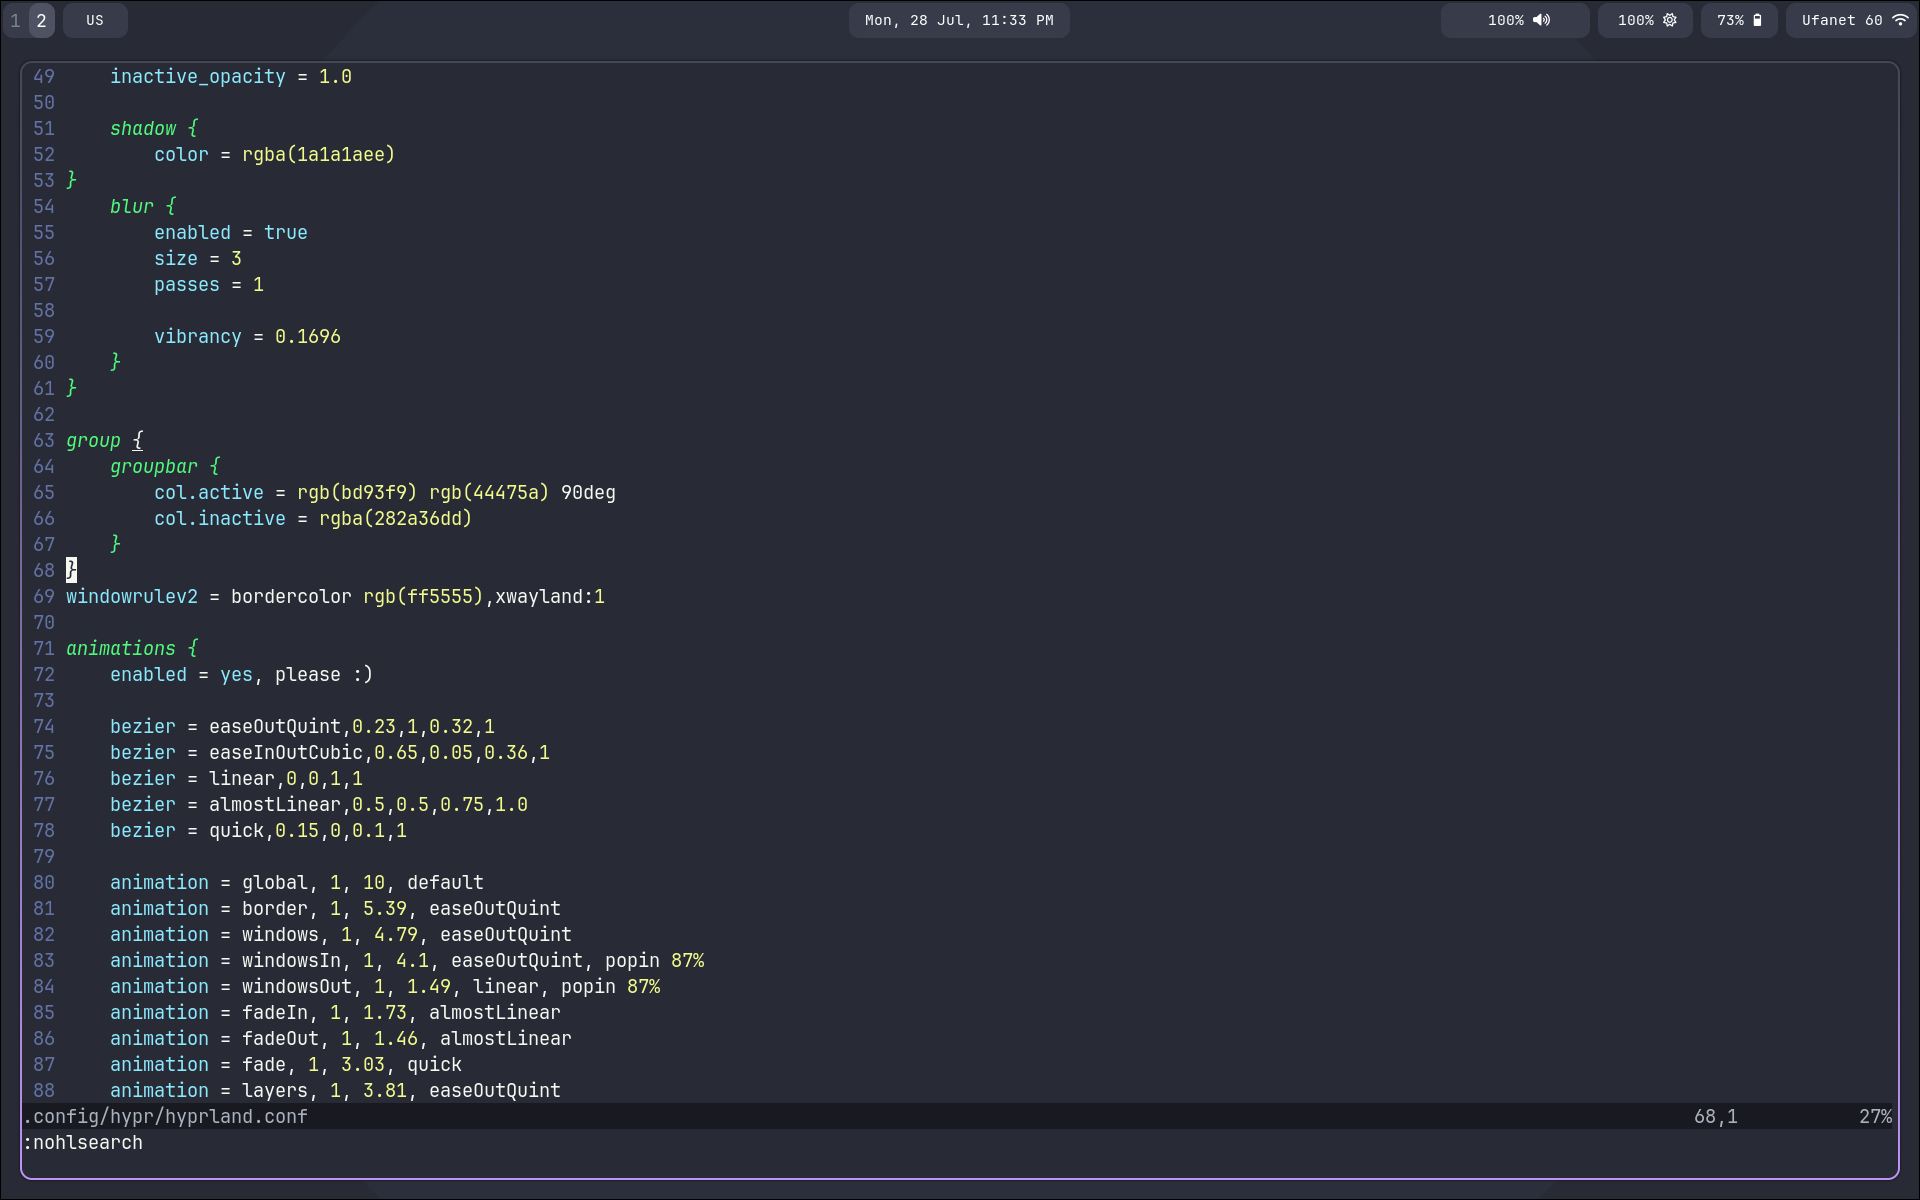 1 2 US Mon, 28 Jul, 11:33 PM 100% 100% 73% Ufanet 60
49     inactive_opacity = 1.0
50
51     shadow {
52         color = rgba(1a1a1aee)
53 }
54     blur {
55         enabled = true
56         size = 3
57         passes = 1
58
59         vibrancy = 0.1696
60     }
61 }
62
63 group {
64     groupbar {
65         col.active = rgb(bd93f9) rgb(44475a) 90deg
66         col.inactive = rgba(282a36dd)
67     }
68 }
69 windowrulev2 = bordercolor rgb(ff5555),xwayland:1
70
71 animations {
72     enabled = yes, please :)
73
74     bezier = easeOutQuint,0.23,1,0.32,1
75     bezier = easeInOutCubic,0.65,0.05,0.36,1
76     bezier = linear,0,0,1,1
77     bezier = almostLinear,0.5,0.5,0.75,1.0
78     bezier = quick,0.15,0,0.1,1
79
80     animation = global, 1, 10, default
81     animation = border, 1, 5.39, easeOutQuint
82     animation = windows, 1, 4.79, easeOutQuint
83     animation = windowsIn, 1, 4.1, easeOutQuint, popin 87%
84     animation = windowsOut, 1, 1.49, linear, popin 87%
85     animation = fadeIn, 1, 1.73, almostLinear
86     animation = fadeOut, 1, 1.46, almostLinear
87     animation = fade, 1, 3.03, quick
88     animation = layers, 1, 3.81, easeOutQuint
.config/hypr/hyprland.conf 68,1 27%
:nohlsearch